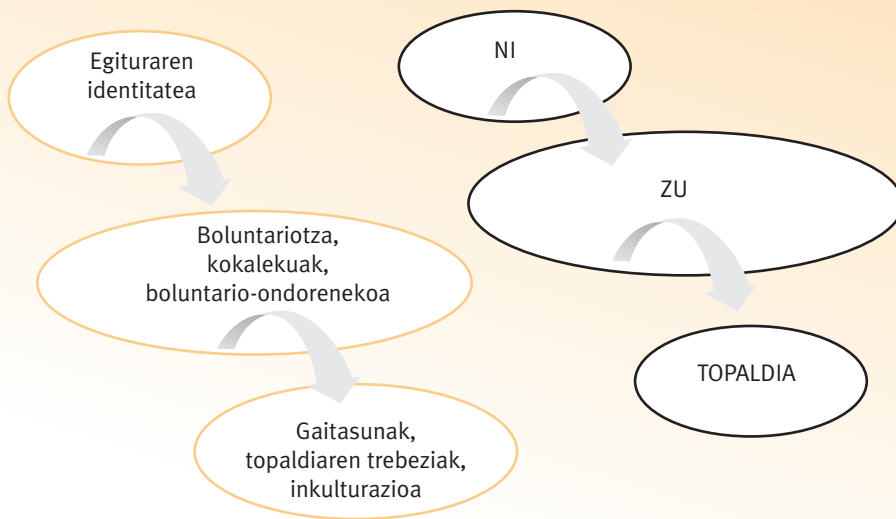 Egituraren
identitatea
Boluntariotza,
kokalekuak,
boluntario-ondorenekoa
Gaitasunak,
topaldiaren trebeziak,
inkulturazioa
NI
ZU
TOPALDIA